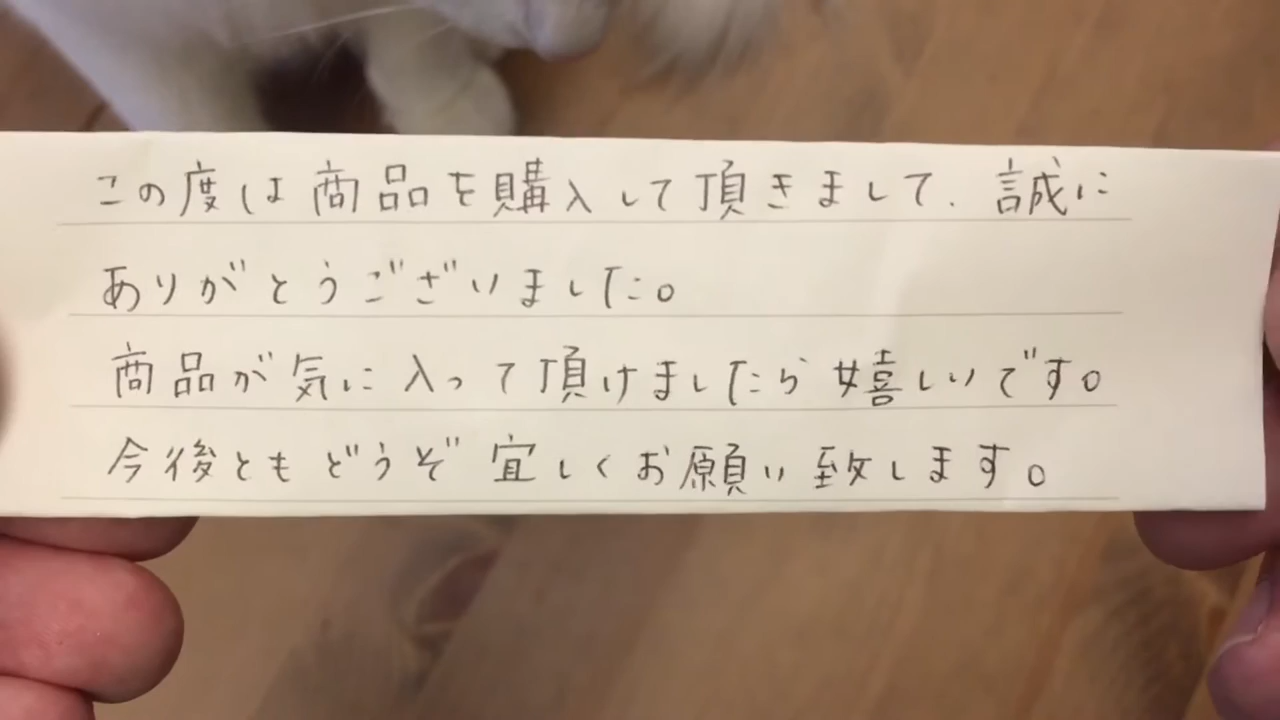 この度は商品を購入して頂きまして、誠に
ありがとうございました。
商品が気に入って頂けましたら嬉しいです。
今後ともどうぞ宜しくお願い致します。